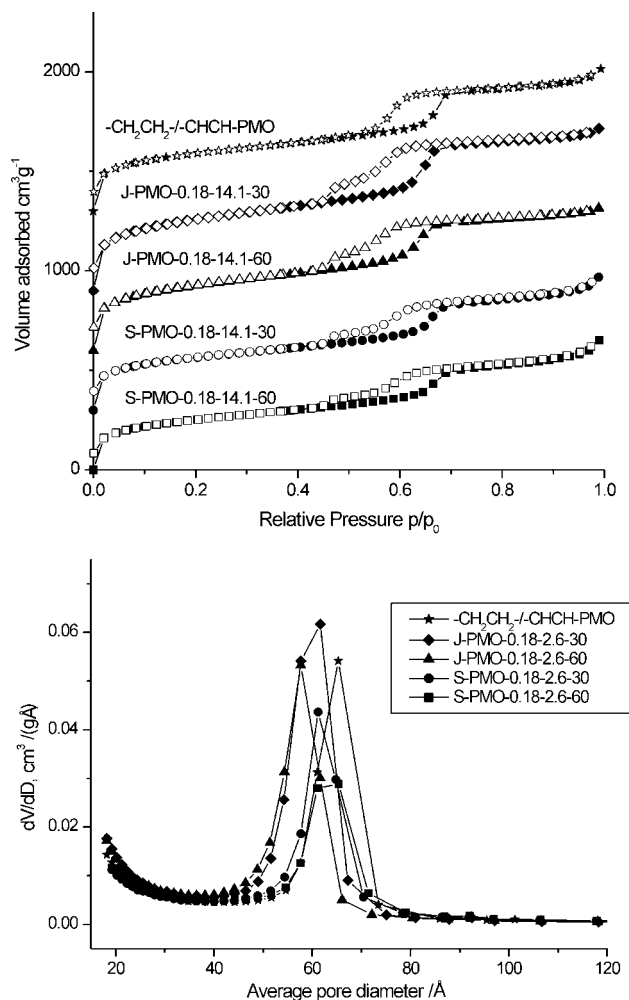 2000
1000
0
Volume adsorbed cm³g⁻¹
-CH₂CH₂-/-CHCH-PMO
J-PMO-0.18-14.1-30
J-PMO-0.18-14.1-60
S-PMO-0.18-14.1-30
S-PMO-0.18-14.1-60
0.0 0.2 0.4 0.6 0.8 1.0
Relative Pressure p/p₀
0.06
0.04
0.02
0.00
dV/dD, cm³/(gÅ)
-CH₂CH₂-/-CHCH-PMO
J-PMO-0.18-2.6-30
J-PMO-0.18-2.6-60
S-PMO-0.18-2.6-30
S-PMO-0.18-2.6-60
20 40 60 80 100 120
Average pore diameter /Å